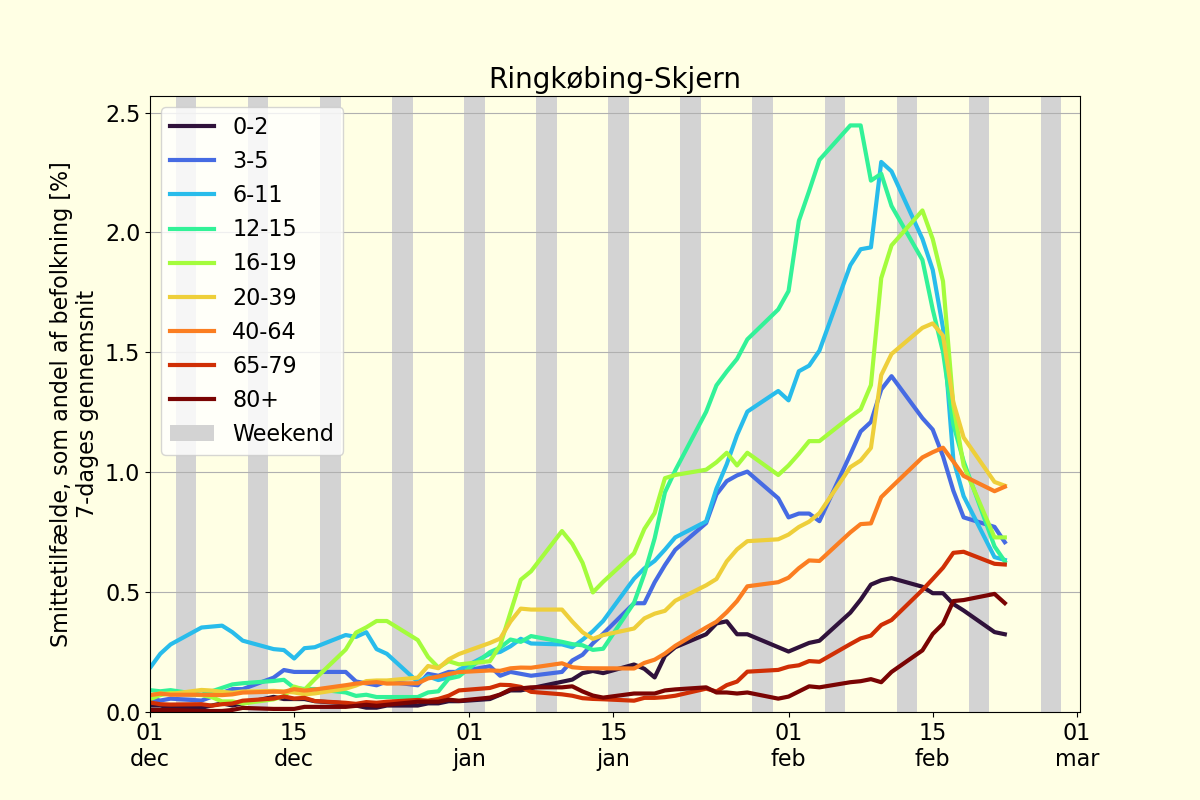 Ringkøbing-Skjern
Smittetilfælde, som andel af befolkning [%]
7-dages gennemsnit
2.5
2.0
1.5
1.0
0.5
0.0
0-2
3-5
6-11
12-15
16-19
20-39
40-64
65-79
80+
Weekend
01 15 01 15 01 15 01
dec dec jan jan feb feb mar